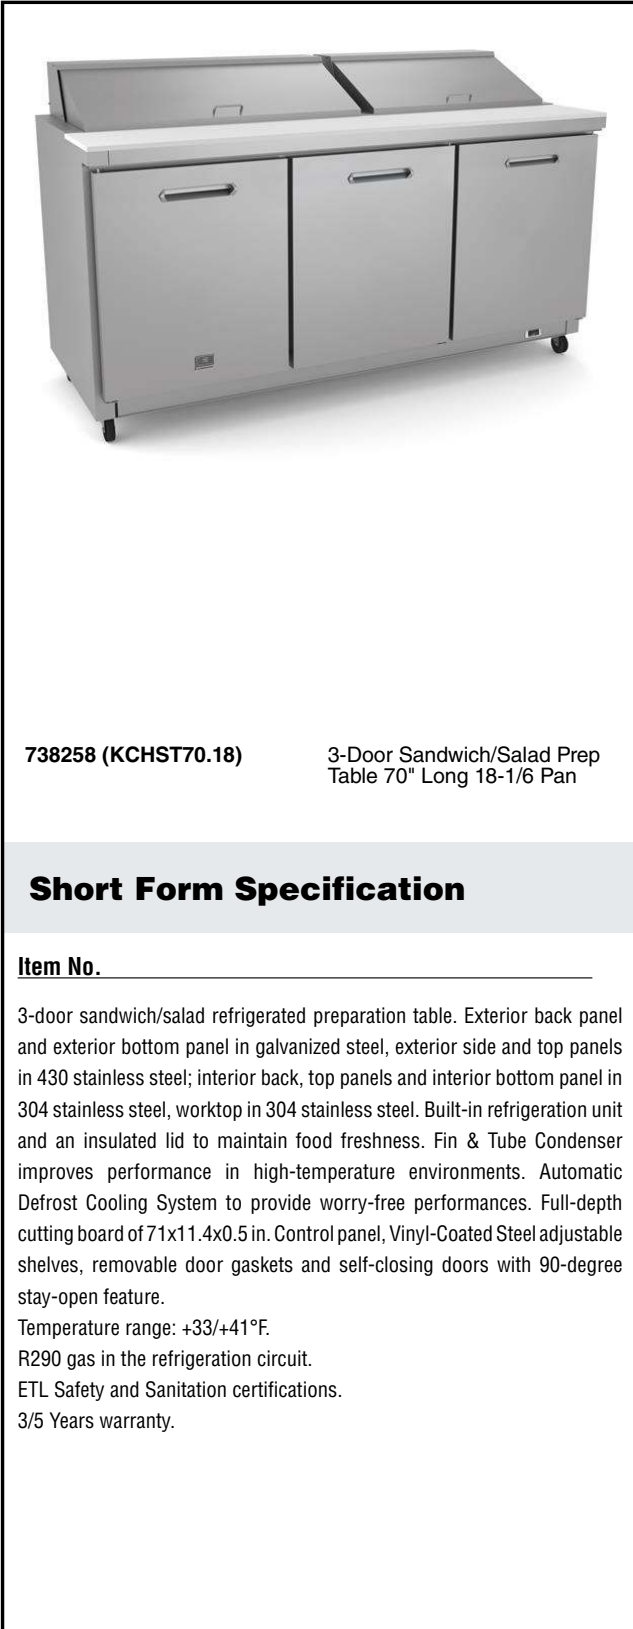 738258 (KCHST70.18)
3-Door Sandwich/Salad Prep
Table 70" Long 18-1/6 Pan
Short Form Specification
Item No.
3-door sandwich/salad refrigerated preparation table. Exterior back panel
and exterior bottom panel in galvanized steel, exterior side and top panels
in 430 stainless steel; interior back, top panels and interior bottom panel in
304 stainless steel, worktop in 304 stainless steel. Built-in refrigeration unit
and an insulated lid to maintain food freshness. Fin & Tube Condenser
improves performance in high-temperature environments. Automatic
Defrost Cooling System to provide worry-free performances. Full-depth
cutting board of 71x11.4x0.5 in. Control panel, Vinyl-Coated Steel adjustable
shelves, removable door gaskets and self-closing doors with 90-degree
stay-open feature.
Temperature range: +33/+41°F.
R290 gas in the refrigeration circuit.
ETL Safety and Sanitation certifications.
3/5 Years warranty.